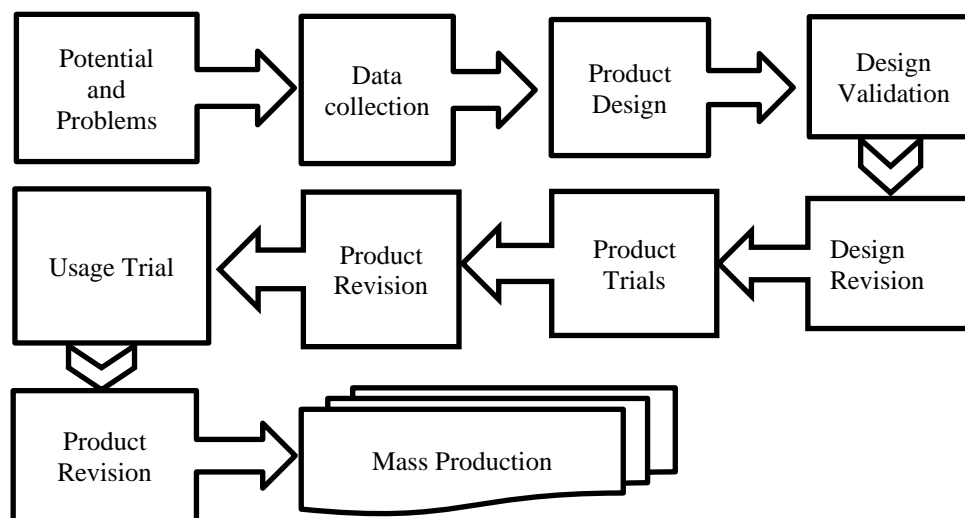 Potential
and
Problems
Data
collection
Product
Design
Design
Validation
Usage Trial
Product
Revision
Product
Trials
Design
Revision
Product
Revision
Mass Production